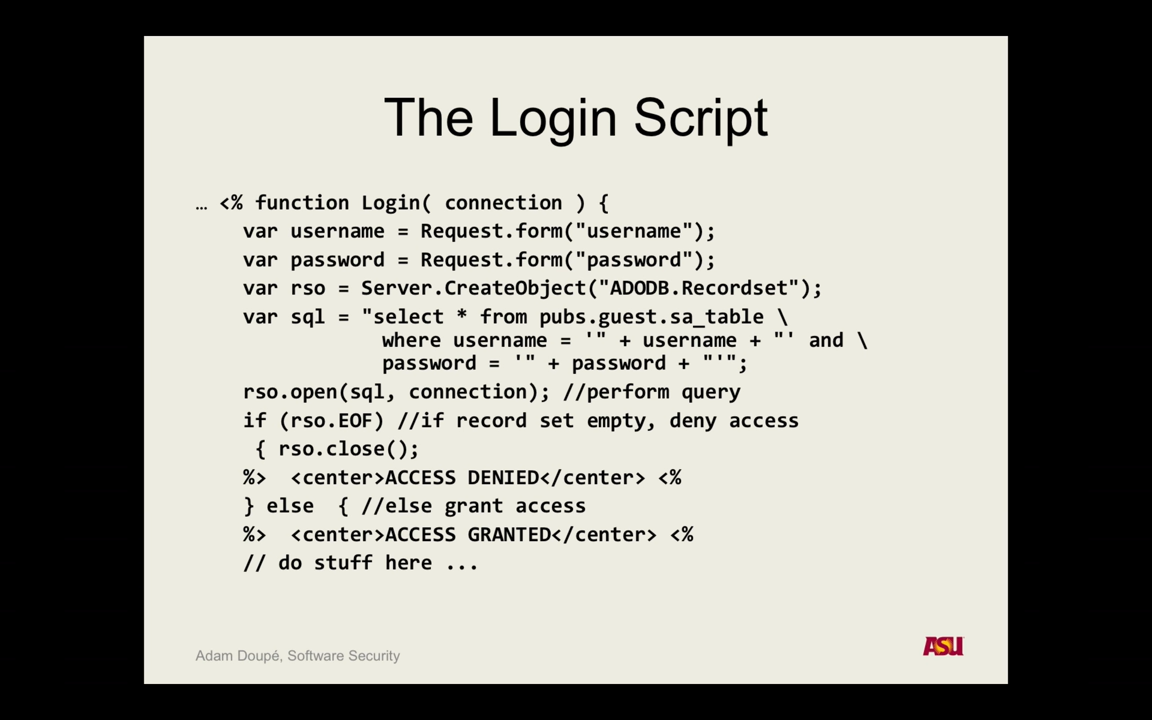 The Login Script
… <% function Login( connection ) {
var username = Request.form("username");
var password = Request.form("password");
var rso = Server.CreateObject("ADODB.Recordset");
var sql = "select * from pubs.guest.sa_table \
where username = '" + username + "' and \
password = '" + password + "'";
rso.open(sql, connection); //perform query
if (rso.EOF) //if record set empty, deny access
{ rso.close();
%>  <center>ACCESS DENIED</center> <%
} else  { //else grant access
%>  <center>ACCESS GRANTED</center> <%
// do stuff here ...
Adam Doupé, Software Security
ASU